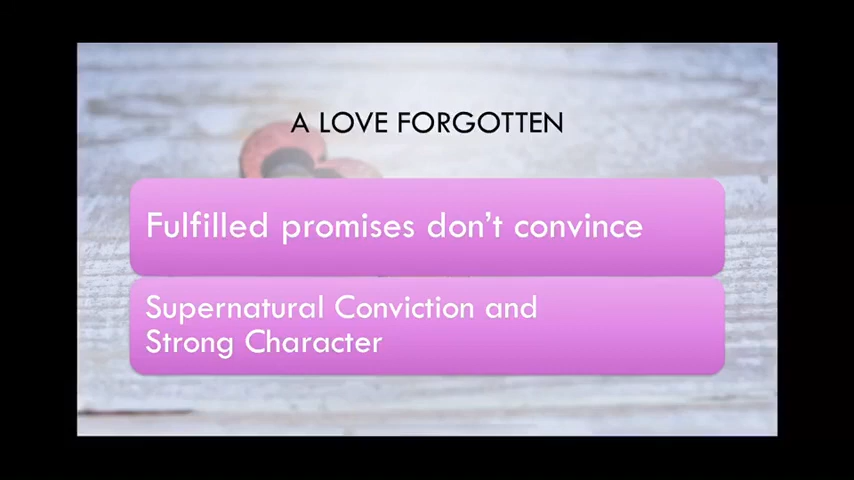 A LOVE FORGOTTEN
Fulfilled promises don't convince
Supernatural Conviction and
Strong Character